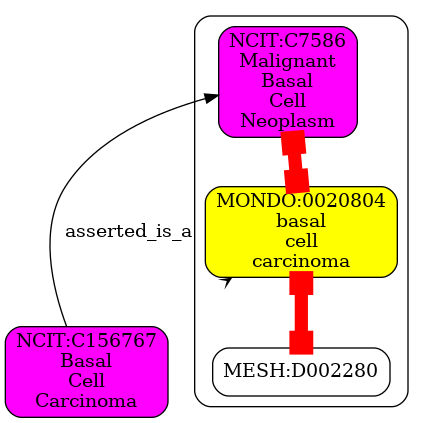 NCIT:C7586
Malignant
Basal
Cell
Neoplasm
MONDO:0020804
basal
cell
carcinoma
asserted_is_a
NCIT:C156767
Basal
Cell
Carcinoma
MESH:D002280